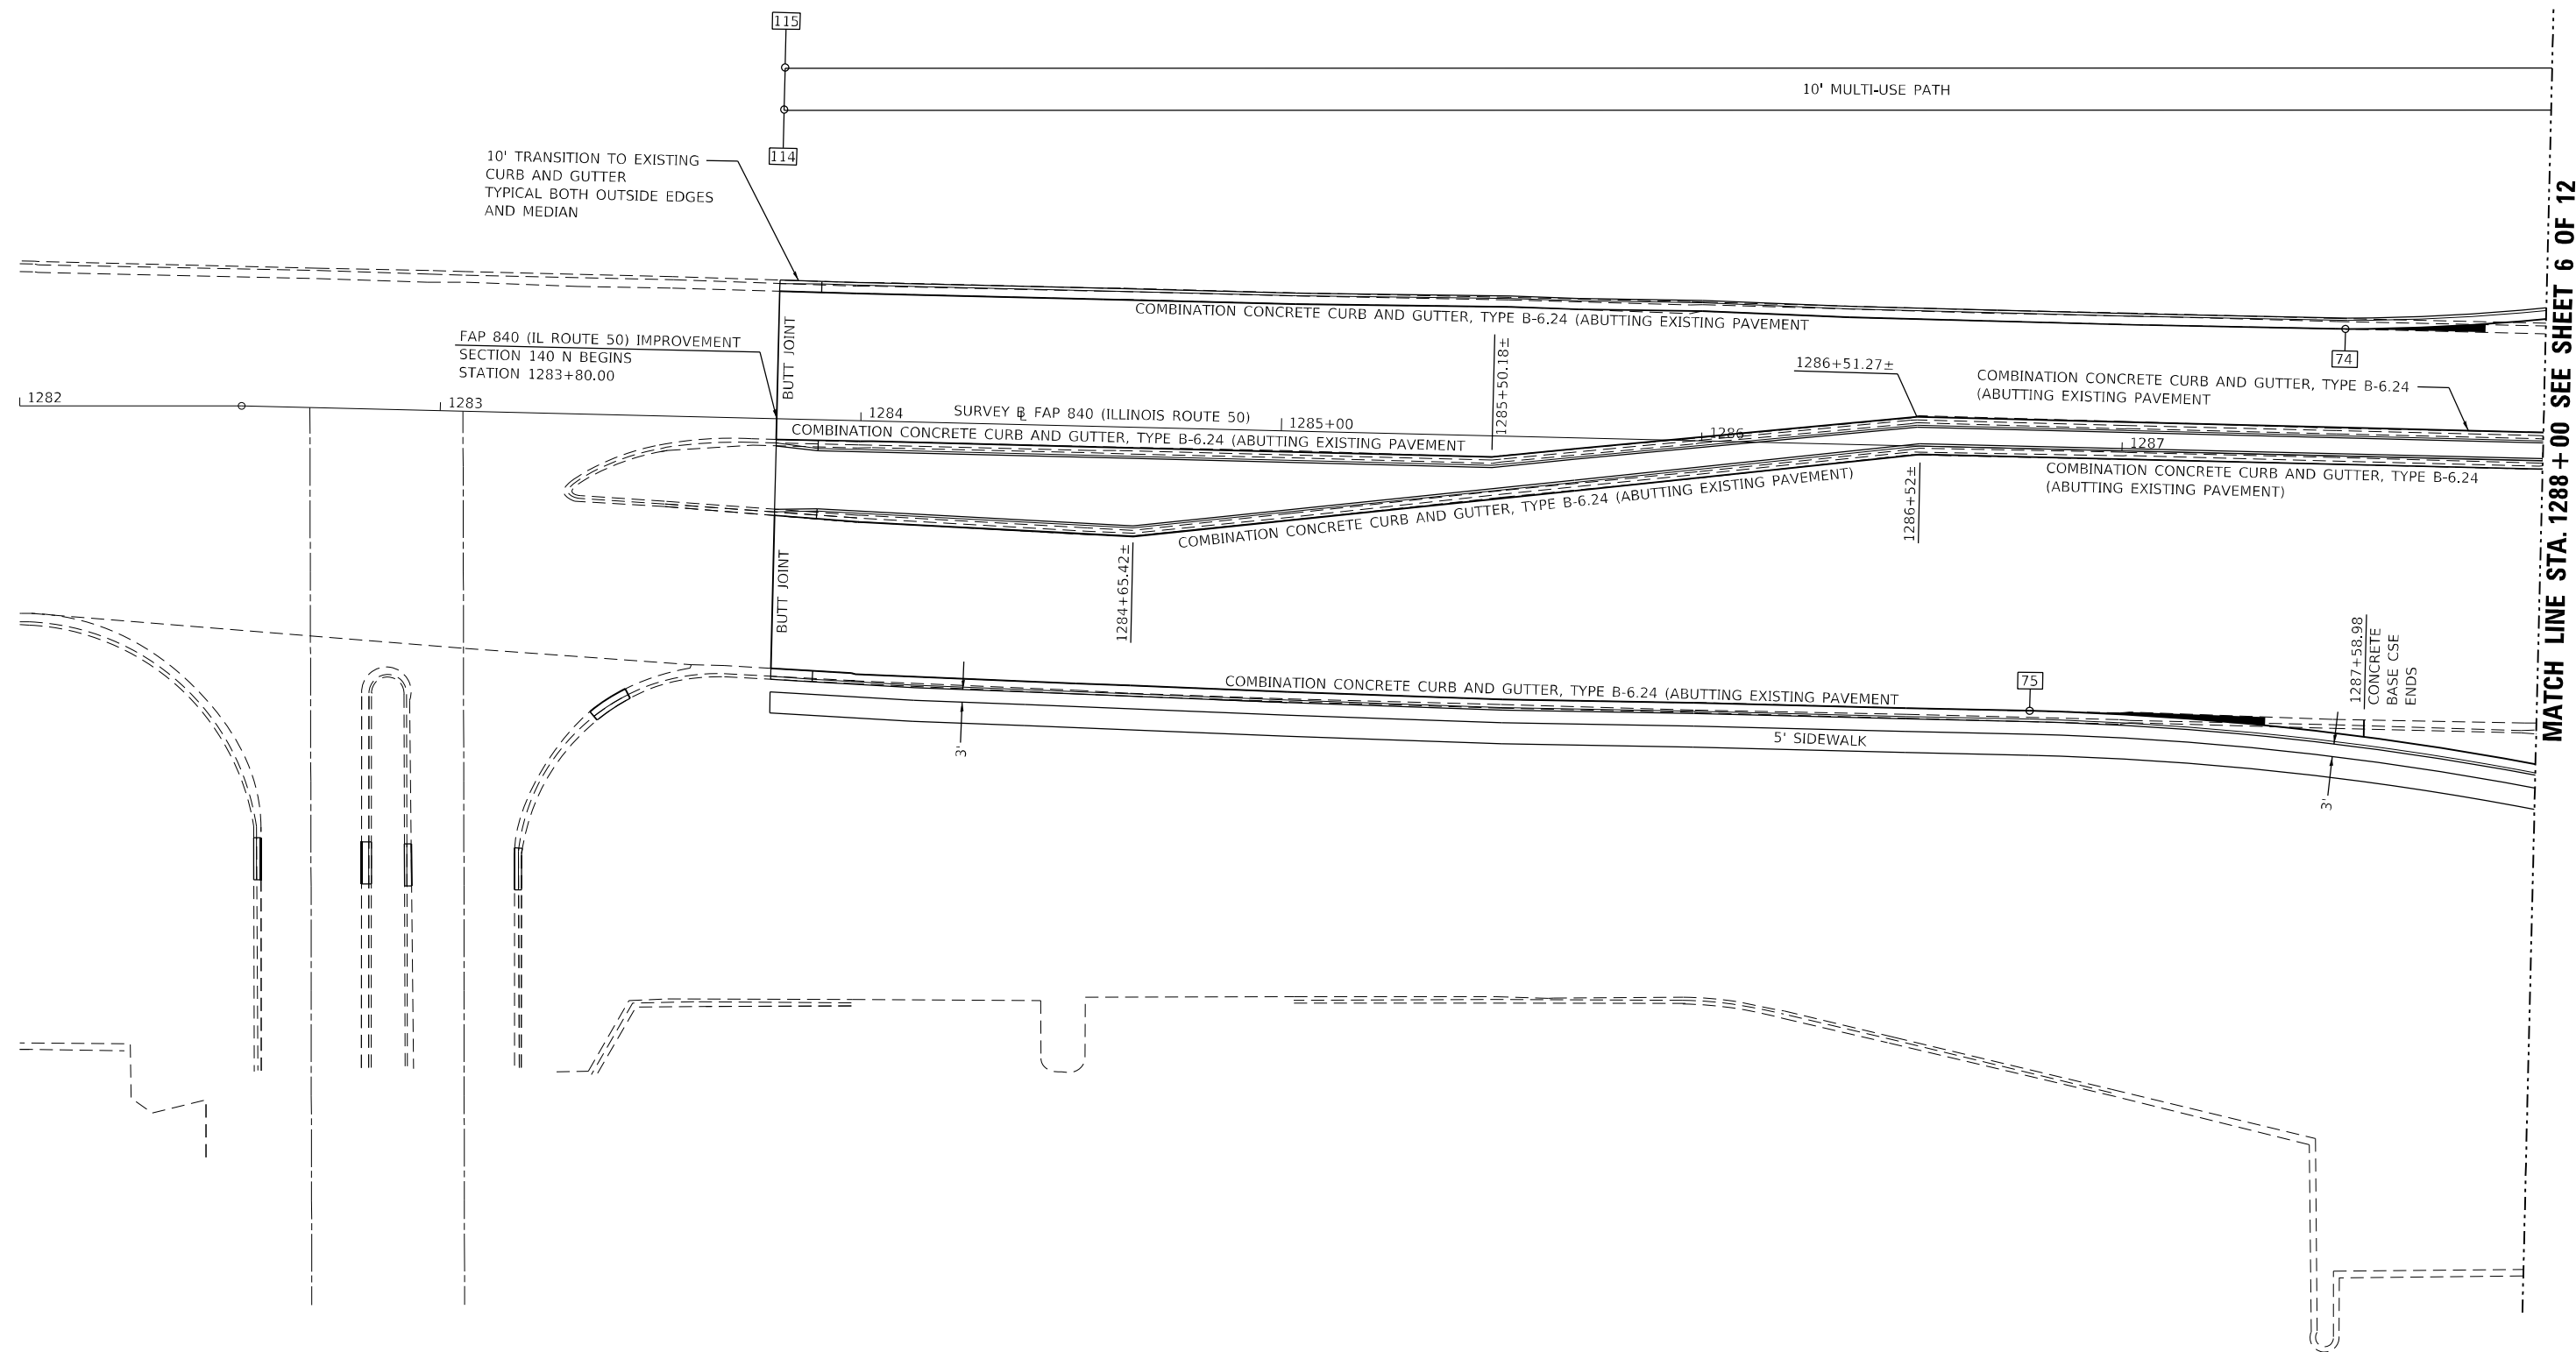 115
10' MULTI-USE PATH
114
10' TRANSITION TO EXISTING
CURB AND GUTTER
TYPICAL BOTH OUTSIDE EDGES
AND MEDIAN
COMBINATION CONCRETE CURB AND GUTTER, TYPE B-6.24 (ABUTTING EXISTING PAVEMENT
FAP 840 (IL ROUTE 50) IMPROVEMENT
SECTION 140 N BEGINS
STATION 1283+80.00
BUTT JOINT
1285+50.18±
1286+51.27±
74
COMBINATION CONCRETE CURB AND GUTTER, TYPE B-6.24
(ABUTTING EXISTING PAVEMENT
1282
1283
1284
SURVEY ℄ FAP 840 (ILLINOIS ROUTE 50)
1285+00
1286
1287
COMBINATION CONCRETE CURB AND GUTTER, TYPE B-6.24 (ABUTTING EXISTING PAVEMENT
COMBINATION CONCRETE CURB AND GUTTER, TYPE B-6.24 (ABUTTING EXISTING PAVEMENT)
1286+52±
COMBINATION CONCRETE CURB AND GUTTER, TYPE B-6.24
(ABUTTING EXISTING PAVEMENT)
BUTT JOINT
1284+65.42±
COMBINATION CONCRETE CURB AND GUTTER, TYPE B-6.24 (ABUTTING EXISTING PAVEMENT
75
1287+58.98
CONCRETE
BASE CSE
ENDS
3'
5' SIDEWALK
3'
MATCH LINE STA. 1288+00 SEE SHEET 6 OF 12